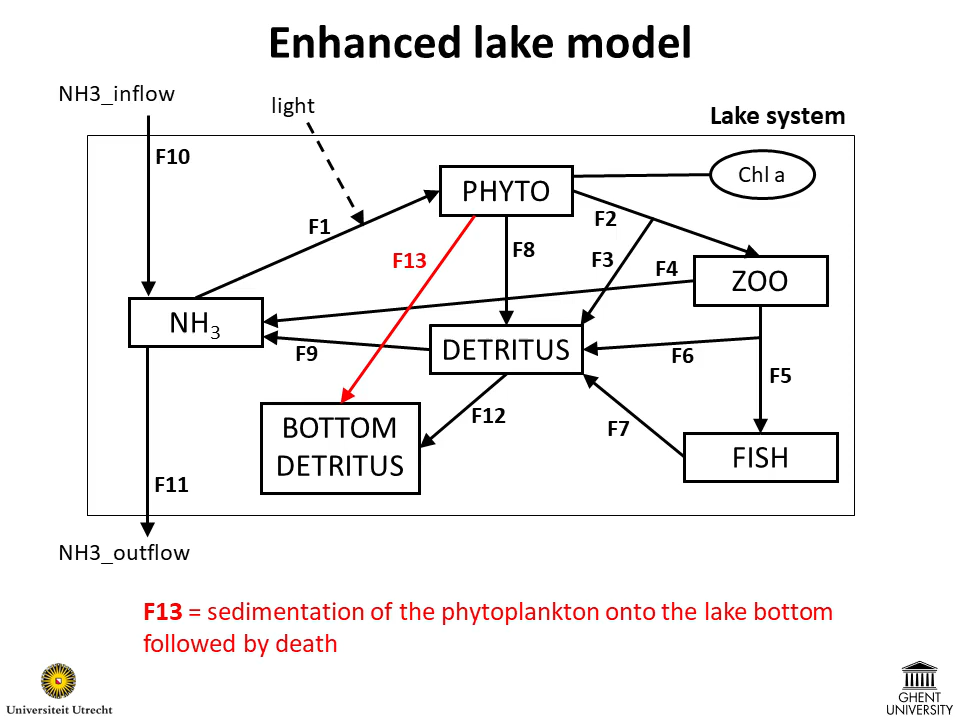 Enhanced lake model
NH3_inflow
light
Lake system
F10
PHYTO
Chl a
F1
F2
F13
F8
F3
F4
ZOO
NH3
DETRITUS
F9
F6
F5
BOTTOM
DETRITUS
F12
F7
FISH
F11
NH3_outflow
F13 = sedimentation of the phytoplankton onto the lake bottom
followed by death
Universiteit Utrecht
GHENT
UNIVERSITY